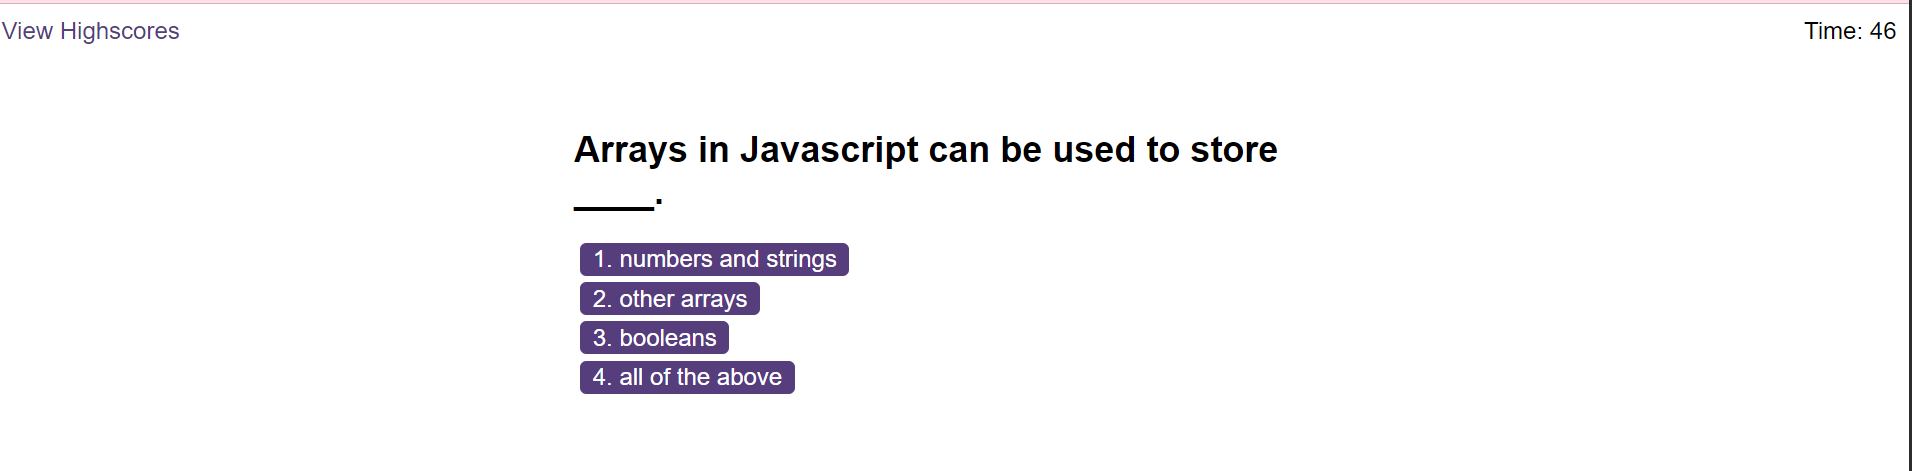 View Highscores
Time: 46
Arrays in Javascript can be used to store
____.
1. numbers and strings
2. other arrays
3. booleans
4. all of the above